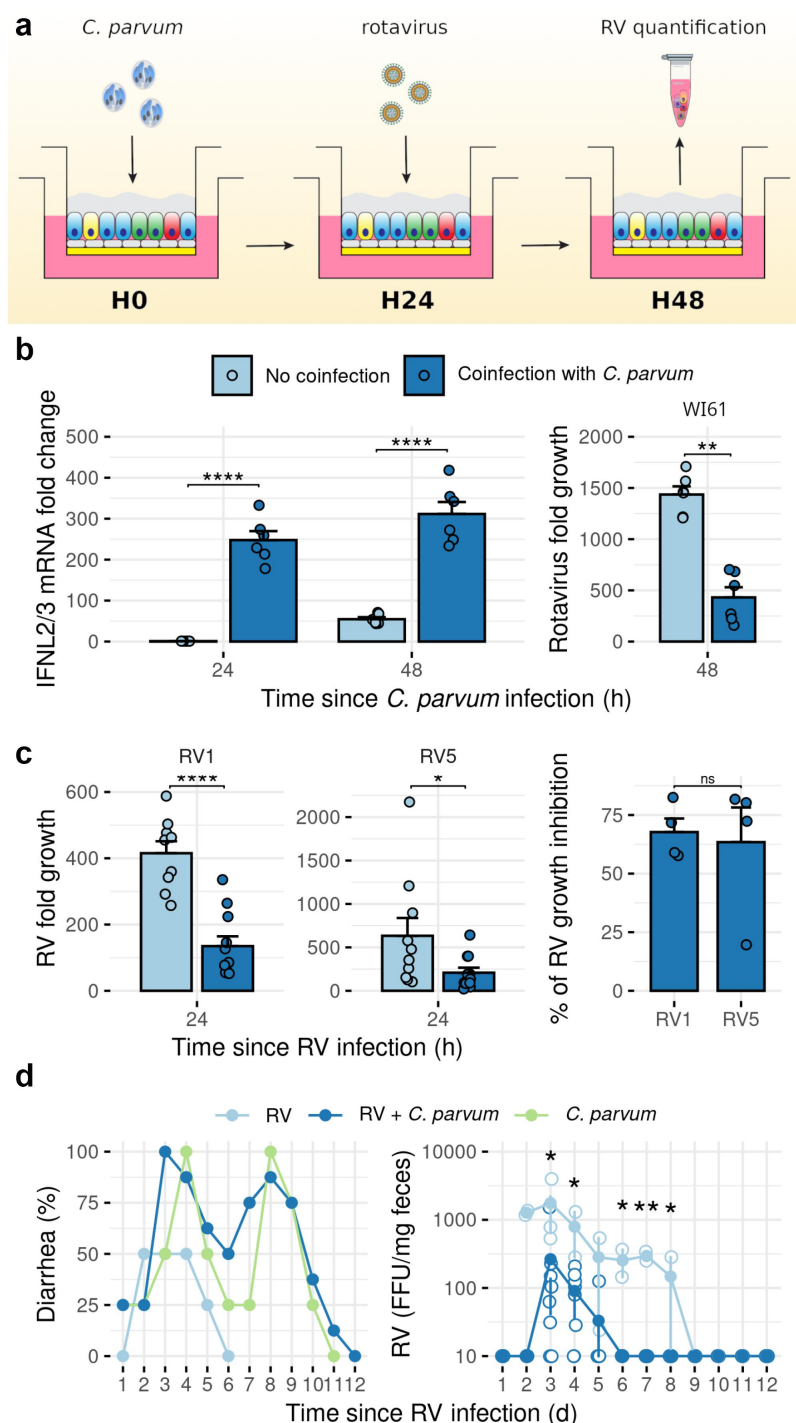 a
C. parvum
rotavirus
RV quantification
H0
H24
H48
b
No coinfection
Coinfection with C. parvum
IFNL2/3 mRNA fold change
500
400
300
200
100
0
****
****
24
48
WI61
Rotavirus fold growth
2000
1500
1000
500
0
**
48
Time since C. parvum infection (h)
c
RV1
RV fold growth
600
400
200
0
****
24
RV5
2000
1500
1000
500
0
*
24
Time since RV infection (h)
% of RV growth inhibition
75
50
25
0
ns
RV1
RV5
d
RV
RV + C. parvum
C. parvum
Diarrhea (%)
100
75
50
25
0
1 2 3 4 5 6 7 8 9 10 11 12
RV (FFU/mg feces)
10000
1000
100
10
* * * ** *
1 2 3 4 5 6 7 8 9 10 11 12
Time since RV infection (d)